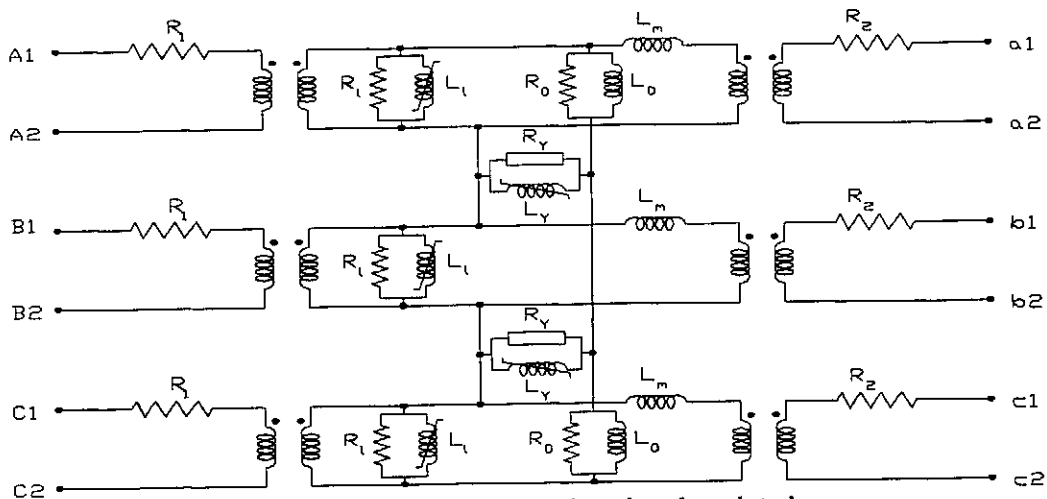 A1 R1 Lm R2 a1
R1 L1 R0 L0
A2 a2
RY
LY
B1 R1 Lm R2 b1
R1 L1
B2 b2
RY
LY
C1 R1 Lm R2 c1
R1 L1 R0 L0
C2 c2